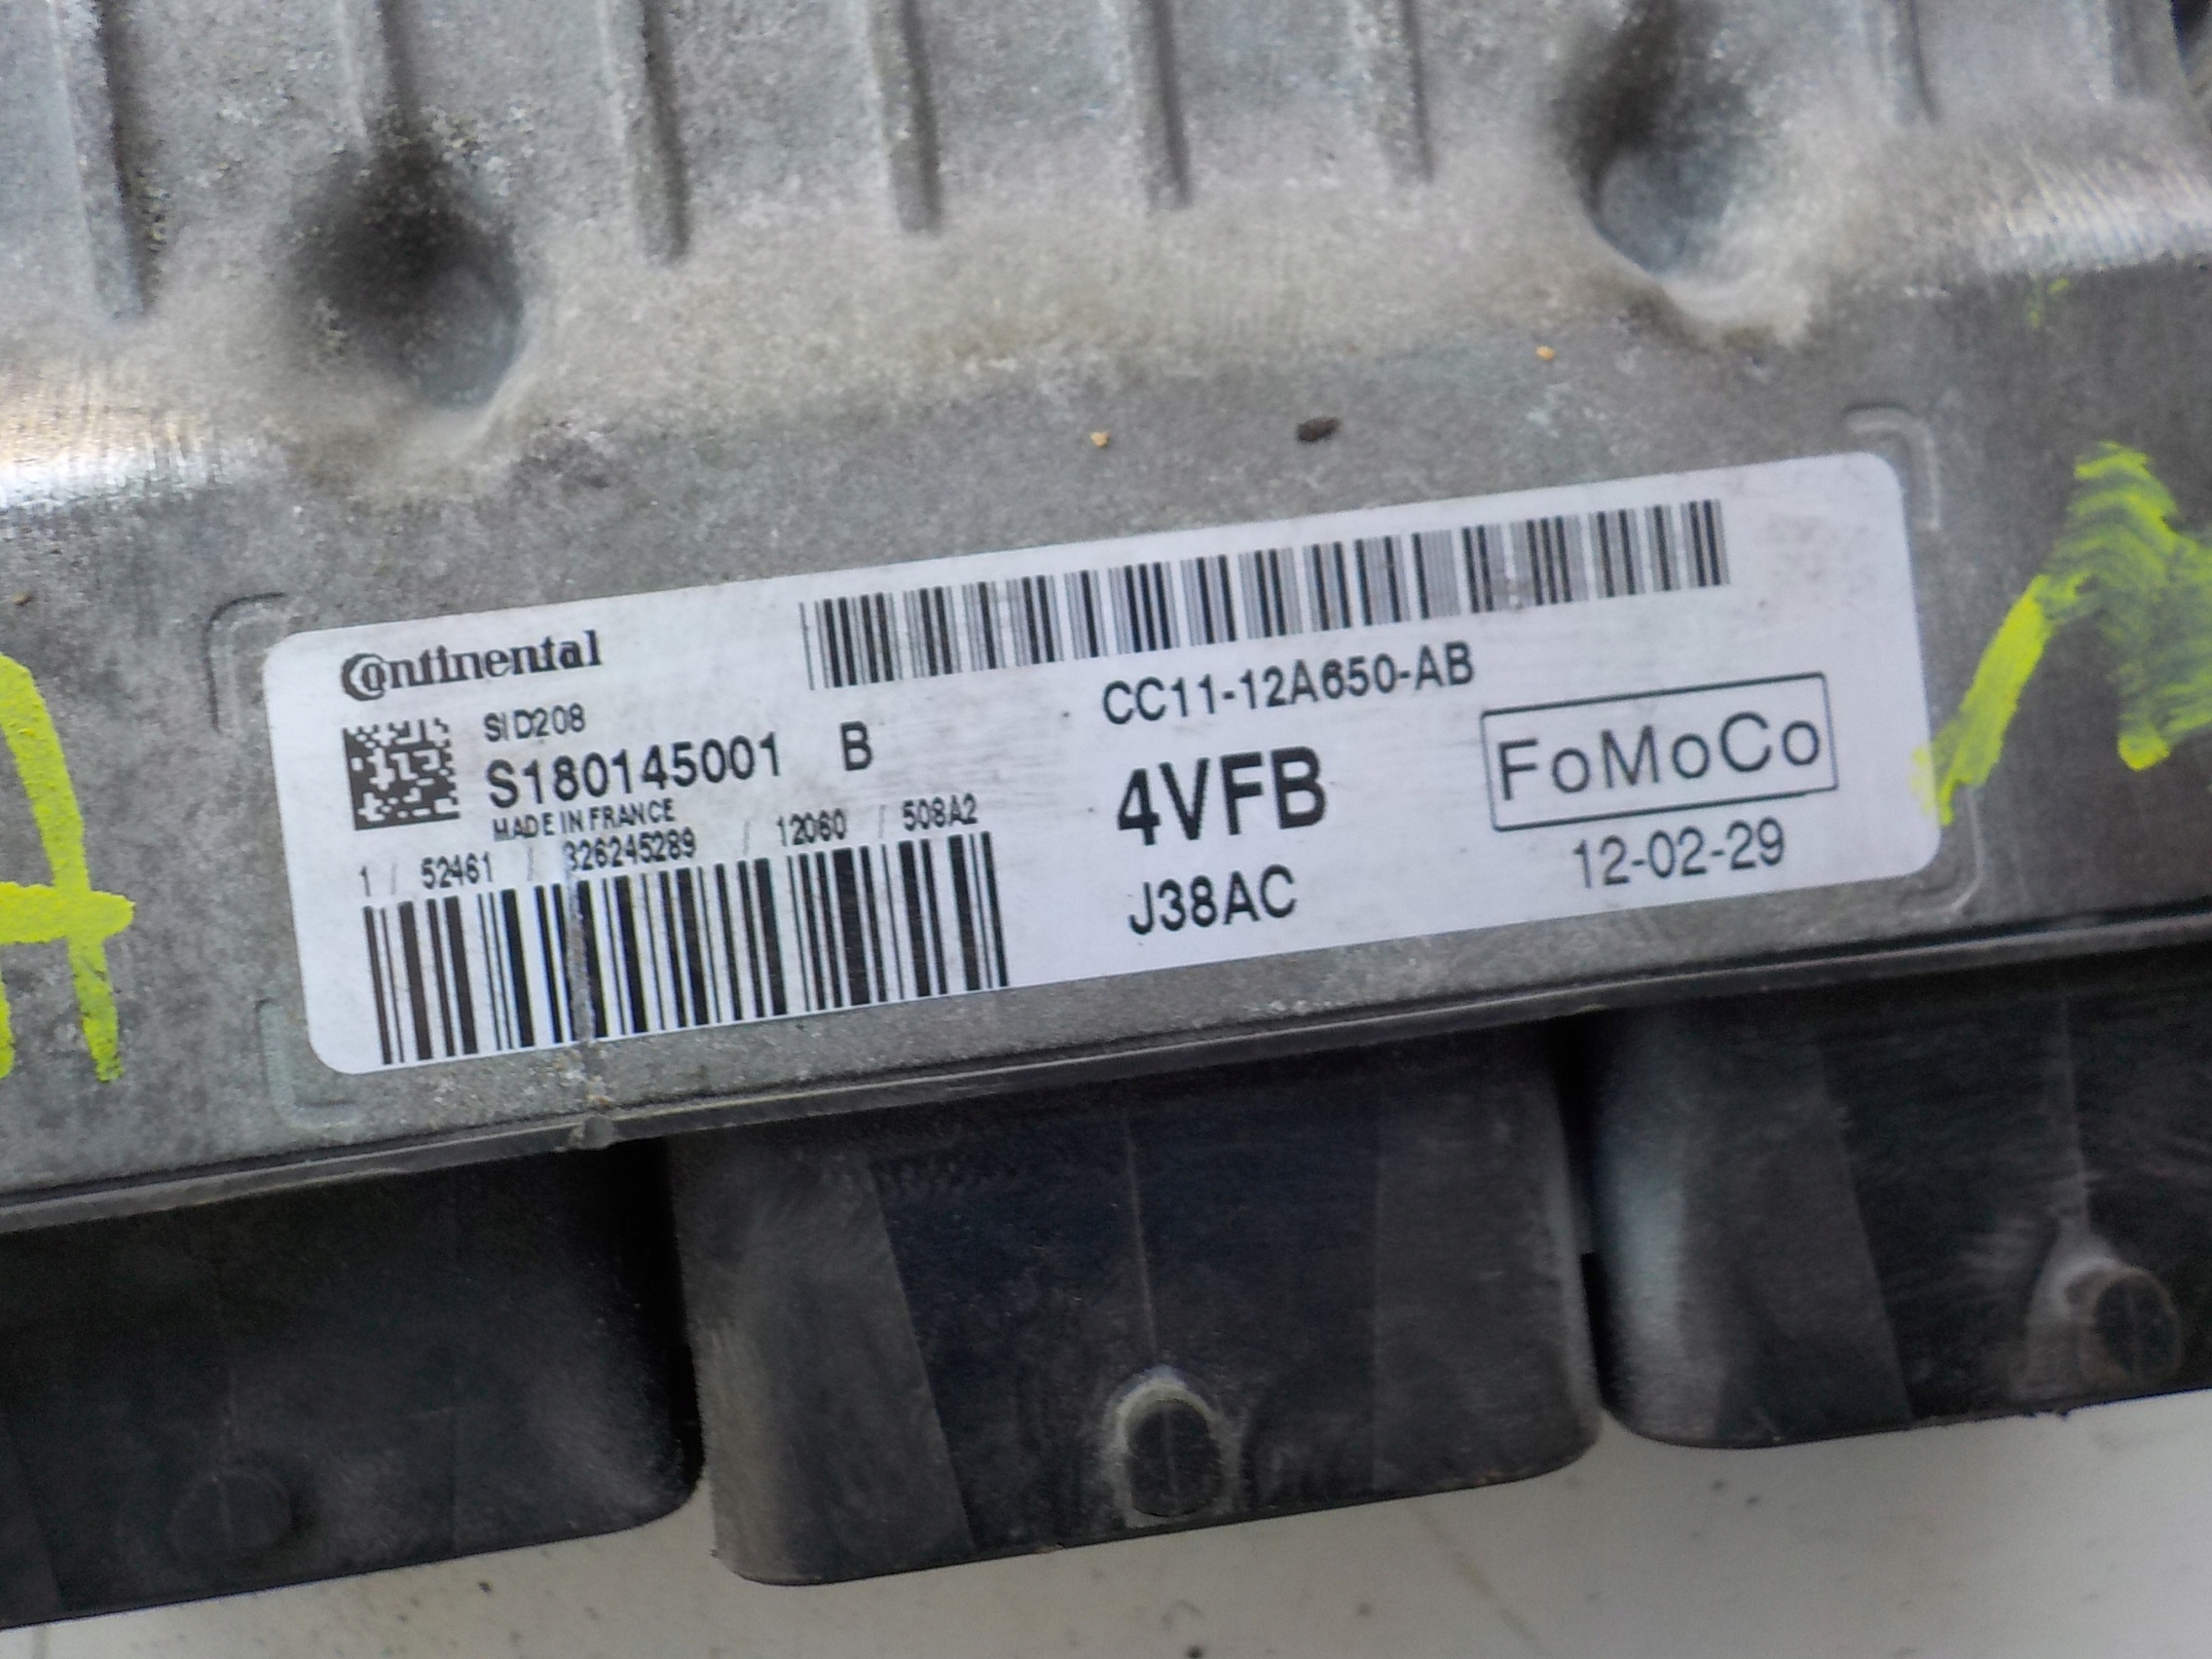 Continental
SID208
S180145001 B
MADE IN FRANCE
1 / 52461 / 326245289 / 12060 / 508A2
CC11-12A650-AB
4VFB
J38AC
FoMoCo
12-02-29